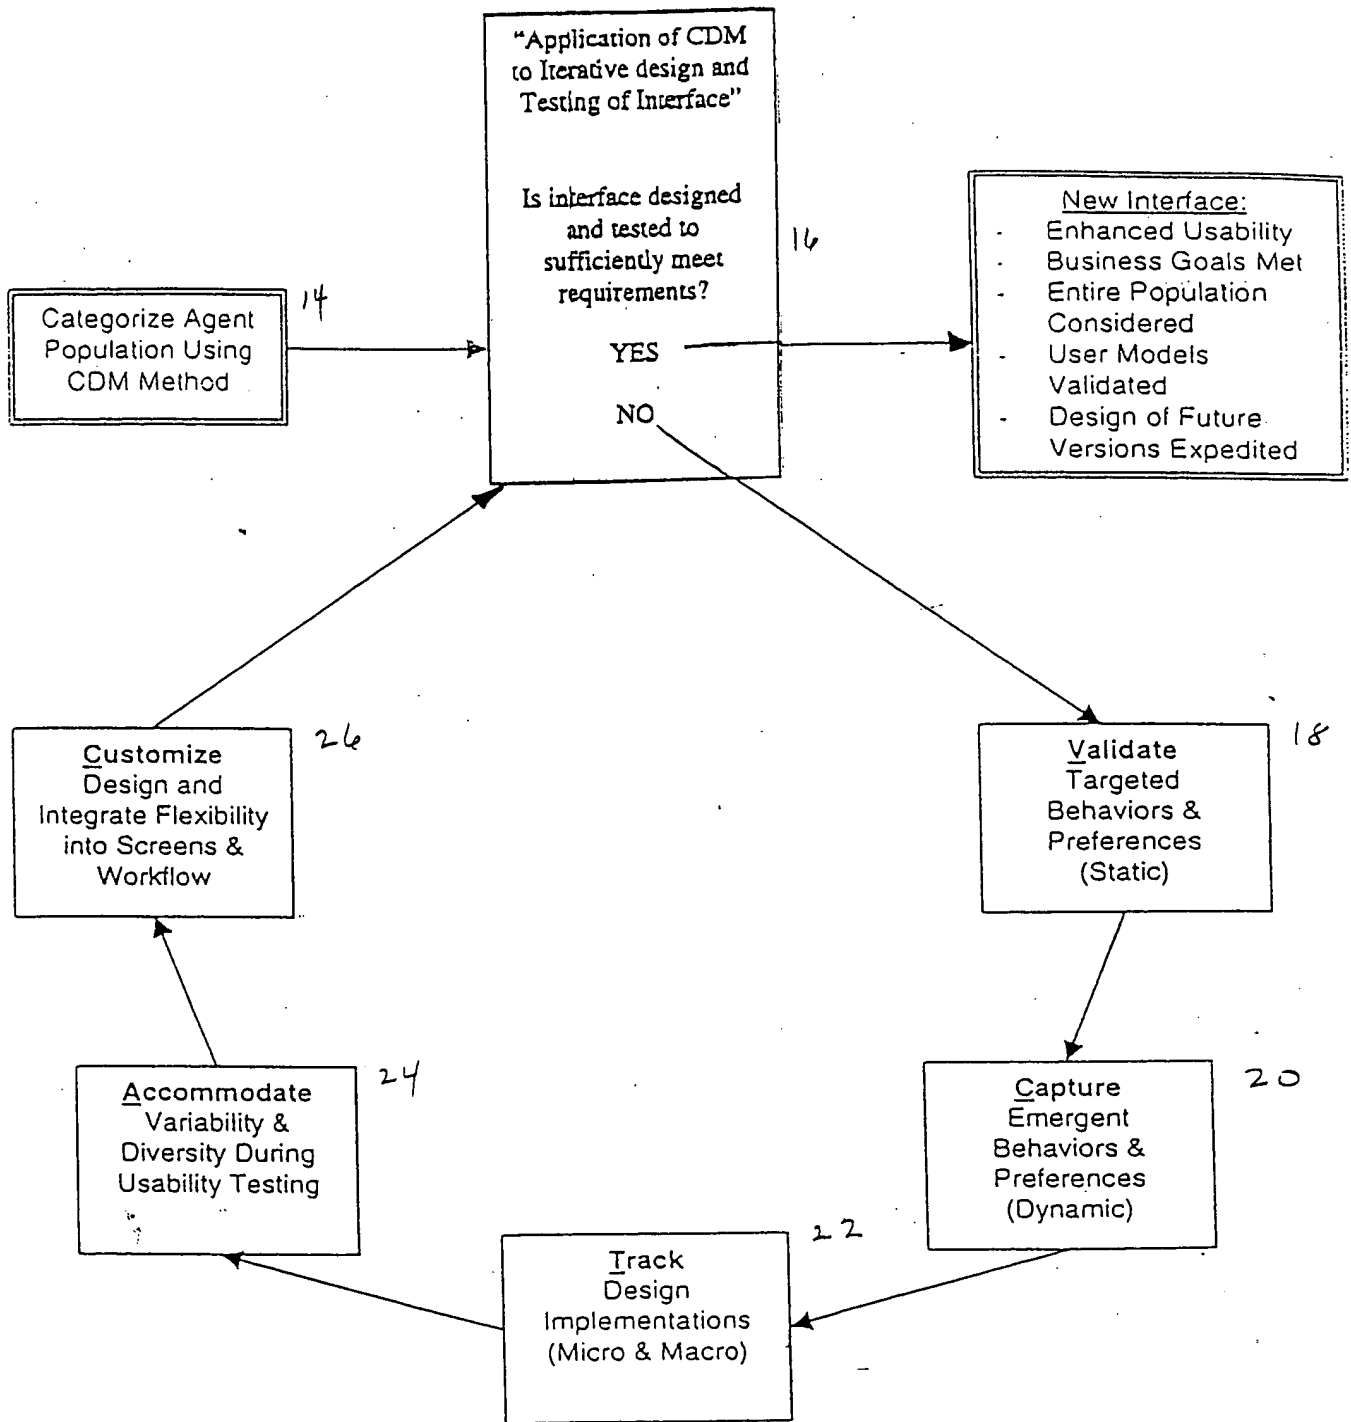 "Application of CDM
to Iterative design and
Testing of Interface"
Is interface designed
and tested to
sufficiently meet
requirements?
YES
NO
16
14
Categorize Agent
Population Using
CDM Method
New Interface:
- Enhanced Usability
- Business Goals Met
- Entire Population
Considered
- User Models
Validated
- Design of Future
Versions Expedited
26
Customize
Design and
Integrate Flexibility
into Screens &
Workflow
18
Validate
Targeted
Behaviors &
Preferences
(Static)
24
Accommodate
Variability &
Diversity During
Usability Testing
20
Capture
Emergent
Behaviors &
Preferences
(Dynamic)
22
Track
Design
Implementations
(Micro & Macro)